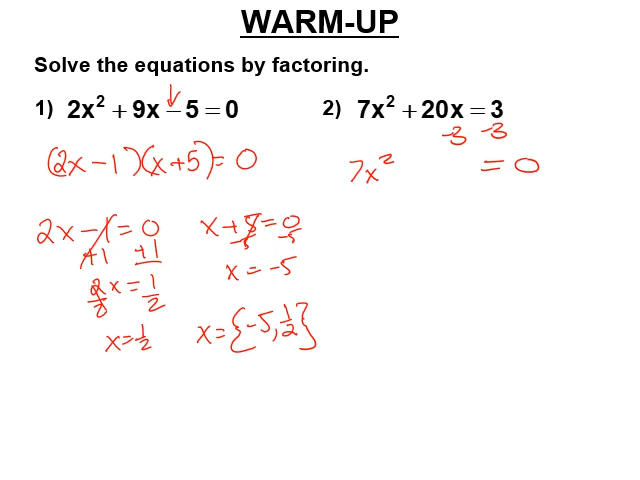 WARM-UP
Solve the equations by factoring.
1) 2x² + 9x − 5 = 0
(2x − 1)(x + 5) = 0
2x − 1 = 0
+1 +1
2x = 1
2 2
x = 1/2
x + 5 = 0
−5 −5
x = −5
x = {−5, 1/2}
2) 7x² + 20x = 3
−3 −3
7x² = 0